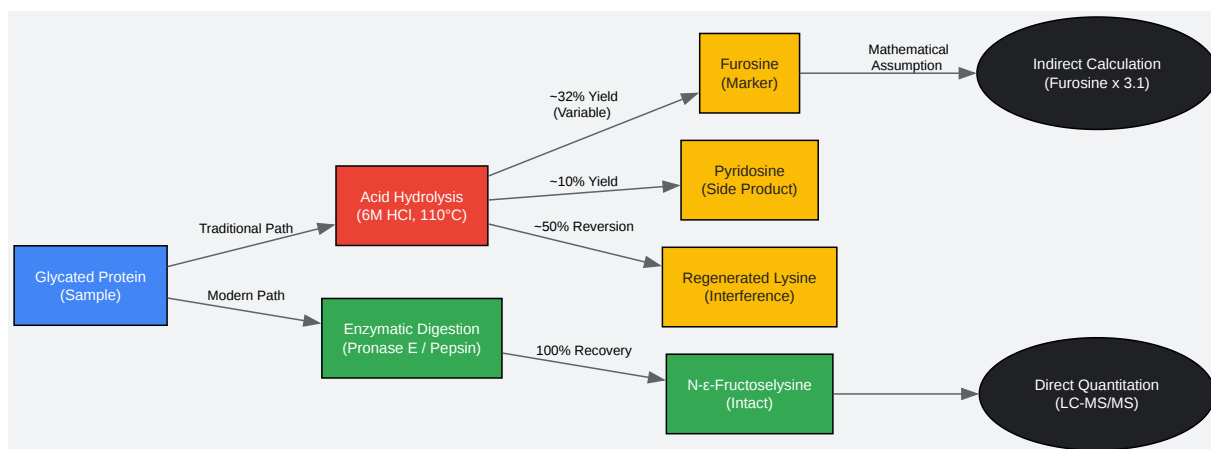 Glycated Protein
(Sample)
Traditional Path
Modern Path
Acid Hydrolysis
(6M HCl, 110°C)
Enzymatic Digestion
(Pronase E / Pepsin)
~32% Yield
(Variable)
~10% Yield
~50% Reversion
100% Recovery
Furosine
(Marker)
Pyridosine
(Side Product)
Regenerated Lysine
(Interference)
N-ε-Fructoselysine
(Intact)
Mathematical
Assumption
Indirect Calculation
(Furosine x 3.1)
Direct Quantitation
(LC-MS/MS)